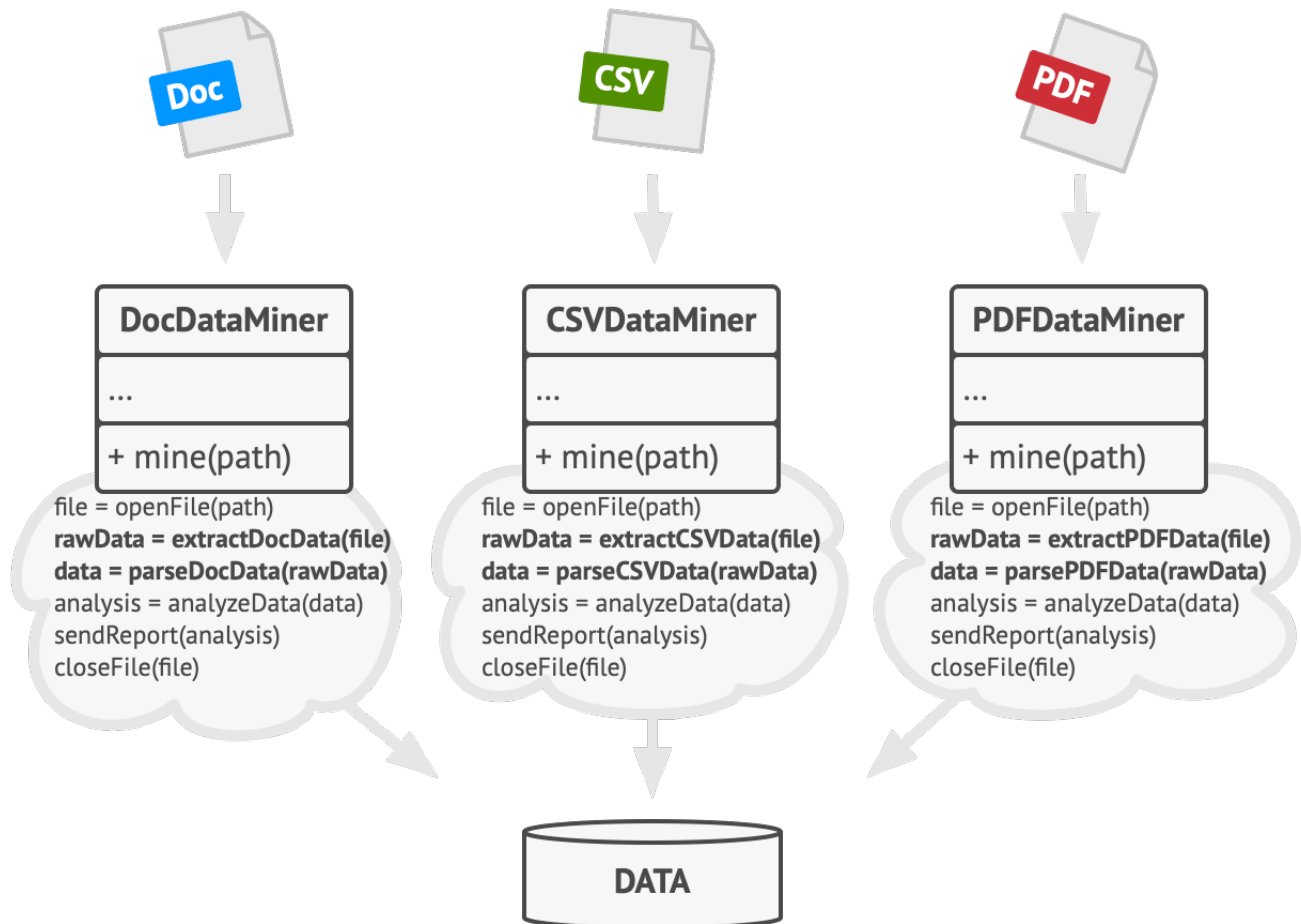 Doc
CSV
PDF
DocDataMiner
...
+ mine(path)
file = openFile(path)
rawData = extractDocData(file)
data = parseDocData(rawData)
analysis = analyzeData(data)
sendReport(analysis)
closeFile(file)
CSVDataMiner
...
+ mine(path)
file = openFile(path)
rawData = extractCSVData(file)
data = parseCSVData(rawData)
analysis = analyzeData(data)
sendReport(analysis)
closeFile(file)
PDFDataMiner
...
+ mine(path)
file = openFile(path)
rawData = extractPDFData(file)
data = parsePDFData(rawData)
analysis = analyzeData(data)
sendReport(analysis)
closeFile(file)
DATA